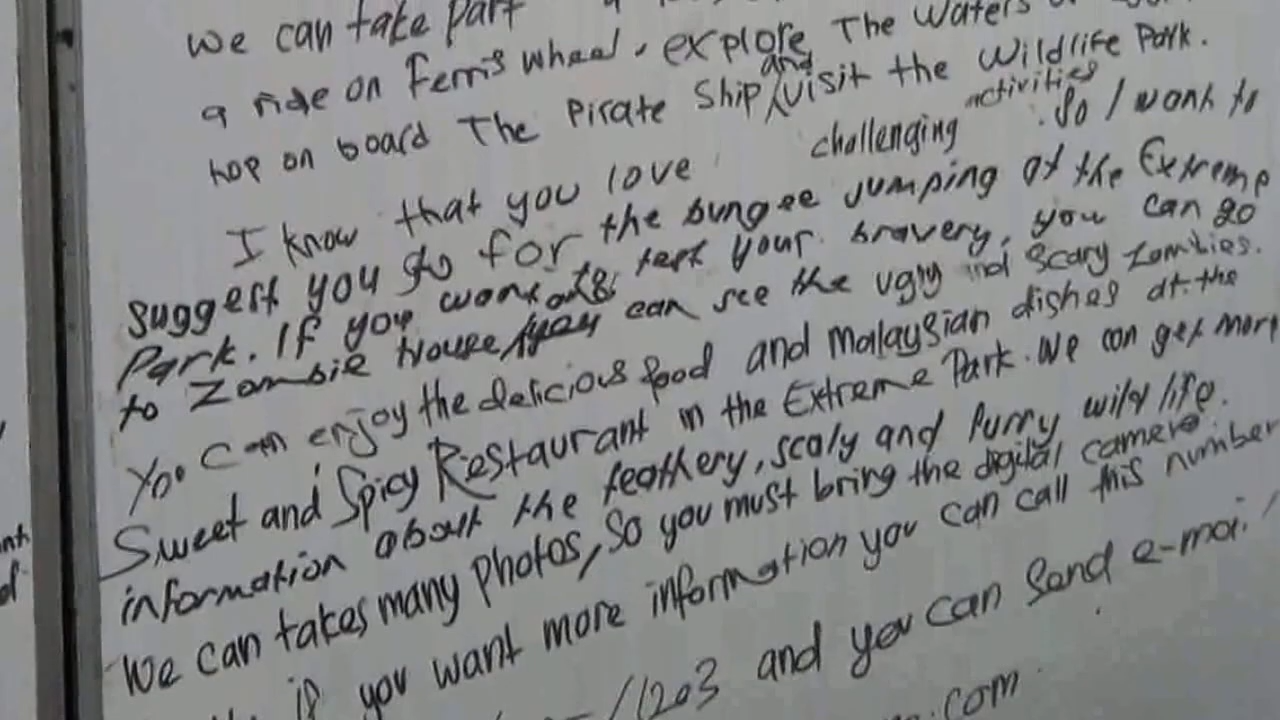 we can take part
a ride on Ferris wheel, explore The Waters
hop on board The Pirate Ship, and visit the Wildlife Park.
I know that you love challenging activities. So I want to
suggest you go for the bungee jumping at the Extreme
Park. If you want to test your bravery, you can go
to Zombie House, you can see the ugly and scary zombies.
You can enjoy the delicious food and malaysian dishes at the
Sweet and Spicy Restaurant in the Extreme Park. We can get more
information about the feathery, scaly and furry wild life.
We can takes many photos, so you must bring the digital camera.
if you want more information you can call this number
/1203 and you can Send e-mai
.com